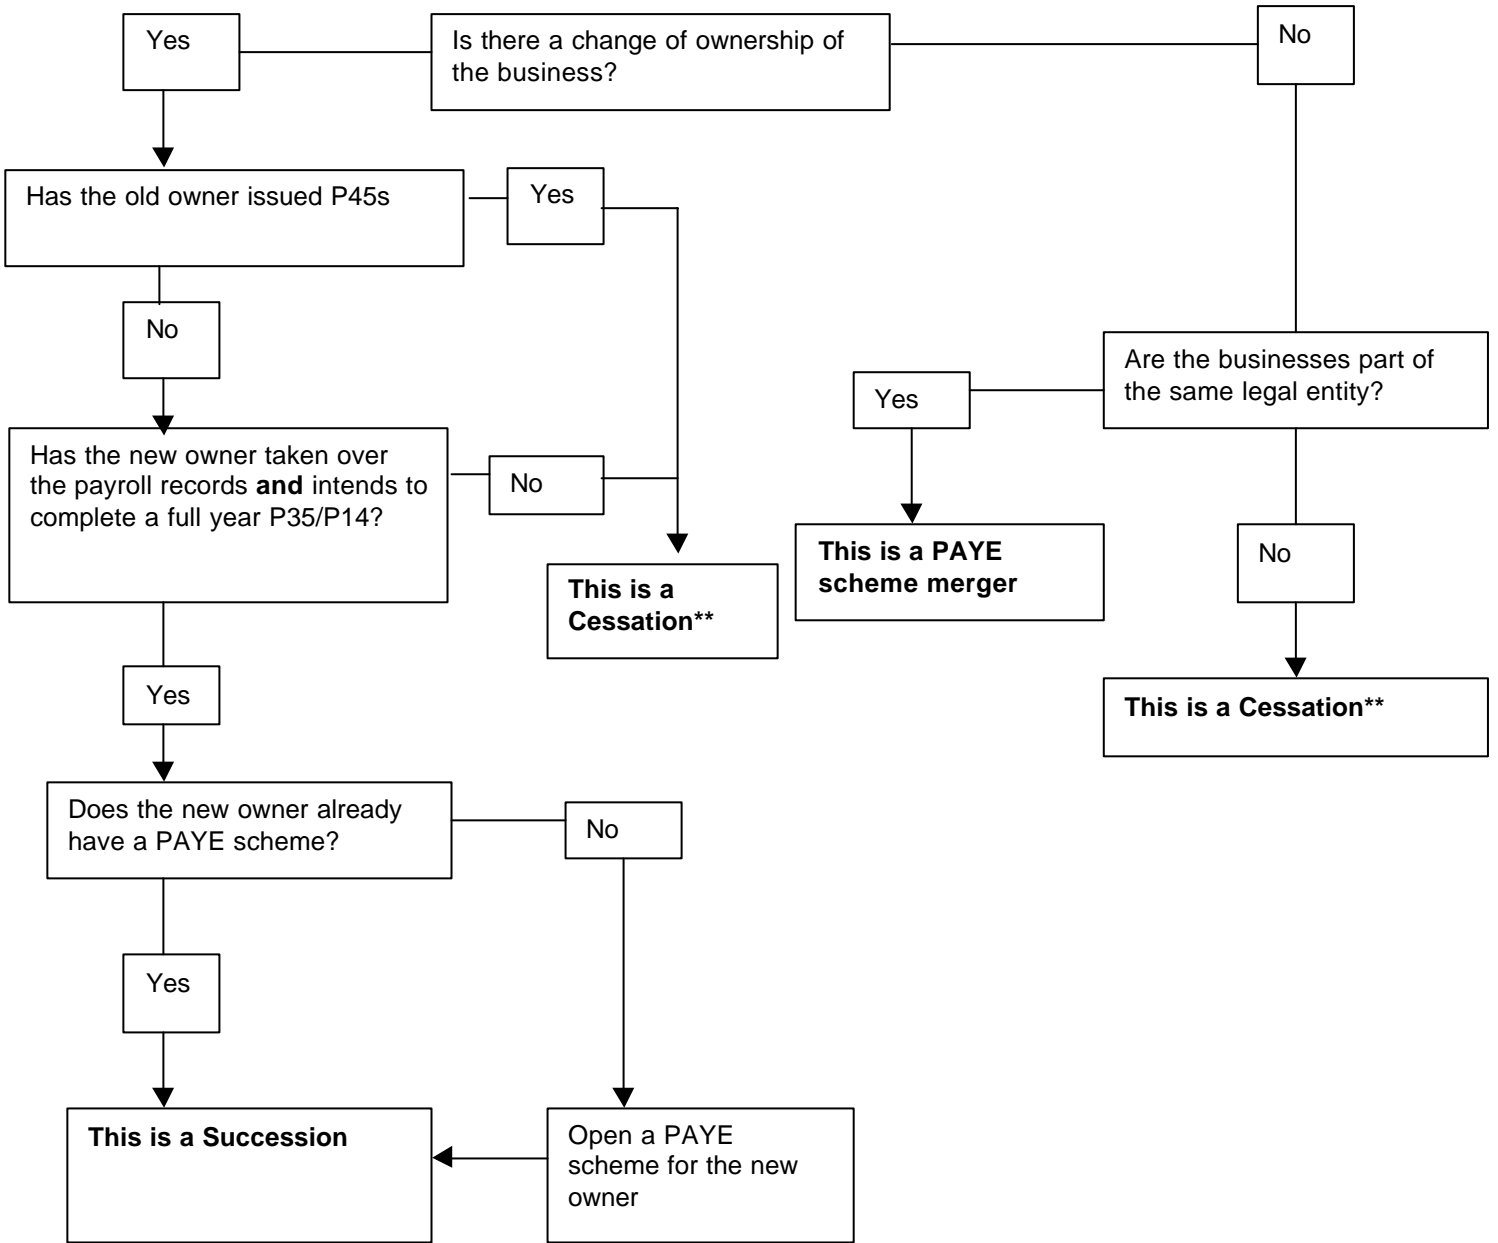 Yes
Is there a change of ownership of
the business?
No
Has the old owner issued P45s
Yes
No
Are the businesses part of
the same legal entity?
Yes
Has the new owner taken over
the payroll records and intends to
complete a full year P35/P14?
No
This is a PAYE
scheme merger
No
This is a
Cessation**
Yes
This is a Cessation**
Does the new owner already
have a PAYE scheme?
No
Yes
This is a Succession
Open a PAYE
scheme for the new
owner